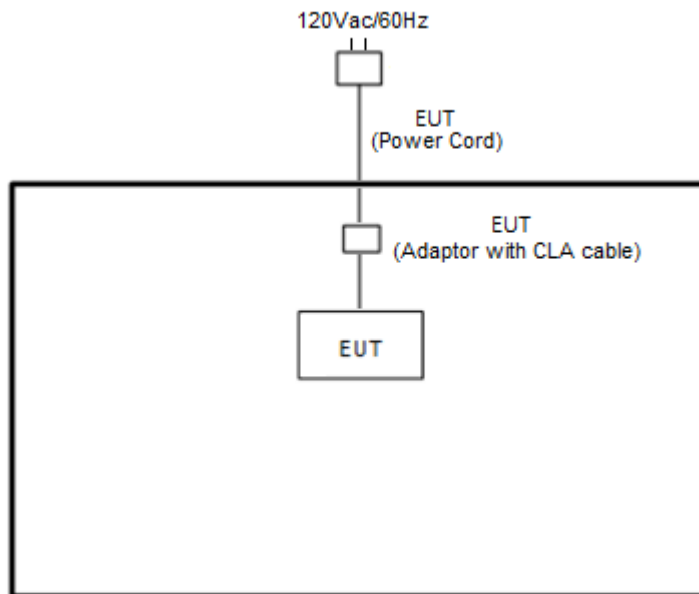 120Vac/60Hz
EUT
(Power Cord)
EUT
(Adaptor with CLA cable)
EUT